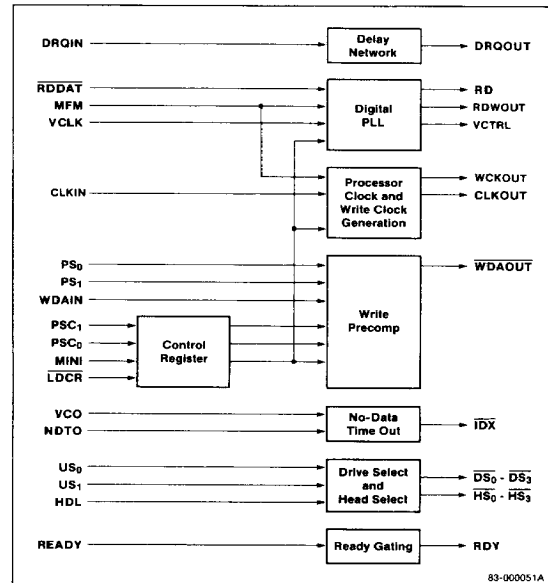 DRQIN
Delay
Network
DRQOUT
RDDAT
MFM
VCLK
Digital
PLL
RD
RDWOUT
VCTRL
CLKIN
Processor
Clock and
Write Clock
Generation
WCKOUT
CLKOUT
PS0
PS1
WDAIN
PSC1
PSC0
MINI
LDCR
Control
Register
Write
Precomp
WDAOUT
VCO
NDTO
No-Data
Time Out
IDX
US0
US1
HDL
Drive Select
and
Head Select
DS0 - DS3
HS0 - HS3
READY
Ready Gating
RDY
83-000051A